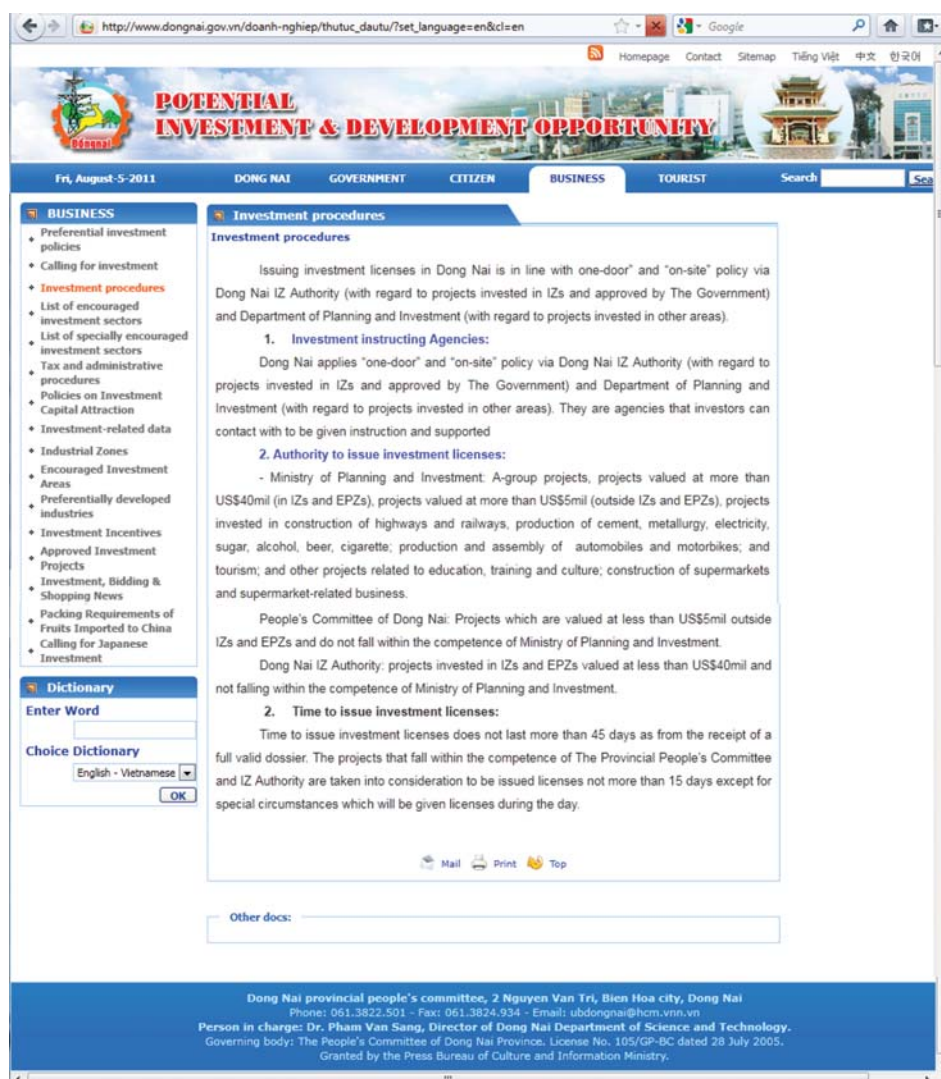 http://www.dongnai.gov.vn/doanh-nghiep/thutuc_dautu/?set_language=en&cl=en
Google
Homepage Contact Sitemap Tiếng Việt 中文 한국어
POTENTIAL
INVESTMENT & DEVELOPMENT OPPORTUNITY
Dongnai
Fri, August-5-2011 DONG NAI GOVERNMENT CITIZEN BUSINESS TOURIST Search Sea
BUSINESS
Preferential investment
policies
Calling for investment
Investment procedures
List of encouraged
investment sectors
List of specially encouraged
investment sectors
Tax and administrative
procedures
Policies on Investment
Capital Attraction
Investment-related data
Industrial Zones
Encouraged Investment
Areas
Preferentially developed
industries
Investment Incentives
Approved Investment
Projects
Investment, Bidding &
Shopping News
Packing Requirements of
Fruits Imported to China
Calling for Japanese
Investment
Dictionary
Enter Word
Choice Dictionary
English - Vietnamese
OK
Investment procedures
Investment procedures
Issuing investment licenses in Dong Nai is in line with one-door” and “on-site” policy via
Dong Nai IZ Authority (with regard to projects invested in IZs and approved by The Government)
and Department of Planning and Investment (with regard to projects invested in other areas).
1. Investment instructing Agencies:
Dong Nai applies “one-door” and “on-site” policy via Dong Nai IZ Authority (with regard to
projects invested in IZs and approved by The Government) and Department of Planning and
Investment (with regard to projects invested in other areas). They are agencies that investors can
contact with to be given instruction and supported
2. Authority to issue investment licenses:
- Ministry of Planning and Investment: A-group projects, projects valued at more than
US$40mil (in IZs and EPZs), projects valued at more than US$5mil (outside IZs and EPZs), projects
invested in construction of highways and railways, production of cement, metallurgy, electricity,
sugar, alcohol, beer, cigarette; production and assembly of automobiles and motorbikes; and
tourism; and other projects related to education, training and culture; construction of supermarkets
and supermarket-related business.
People’s Committee of Dong Nai: Projects which are valued at less than US$5mil outside
IZs and EPZs and do not fall within the competence of Ministry of Planning and Investment.
Dong Nai IZ Authority: projects invested in IZs and EPZs valued at less than US$40mil and
not falling within the competence of Ministry of Planning and Investment.
2. Time to issue investment licenses:
Time to issue investment licenses does not last more than 45 days as from the receipt of a
full valid dossier. The projects that fall within the competence of The Provincial People’s Committee
and IZ Authority are taken into consideration to be issued licenses not more than 15 days except for
special circumstances which will be given licenses during the day.
Mail Print Top
Other docs:
Dong Nai provincial people's committee, 2 Nguyen Van Tri, Bien Hoa city, Dong Nai
Phone: 061.3822.501 - Fax: 061.3824.934 - Email: ubdongnai@hcm.vnn.vn
Person in charge: Dr. Pham Van Sang, Director of Dong Nai Department of Science and Technology.
Governing body: The People's Committee of Dong Nai Province. License No. 105/GP-BC dated 28 July 2005.
Granted by the Press Bureau of Culture and Information Ministry.